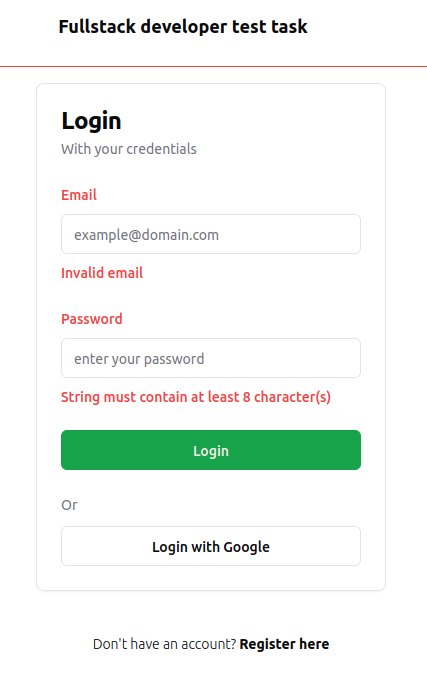 Fullstack developer test task
Login
With your credentials
Email
example@domain.com
Invalid email
Password
enter your password
String must contain at least 8 character(s)
Login
Or
Login with Google
Don't have an account? Register here